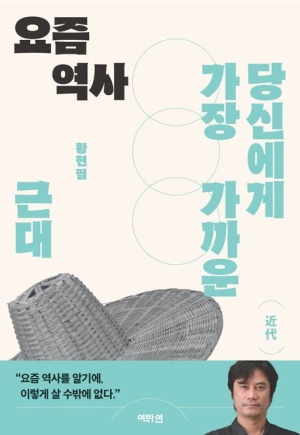 요즘
역사
당신에게
가장 가까운
황현필
근대
(近代)
“요즘 역사를 알기에,
이렇게 살 수밖에 없다.”
역바연